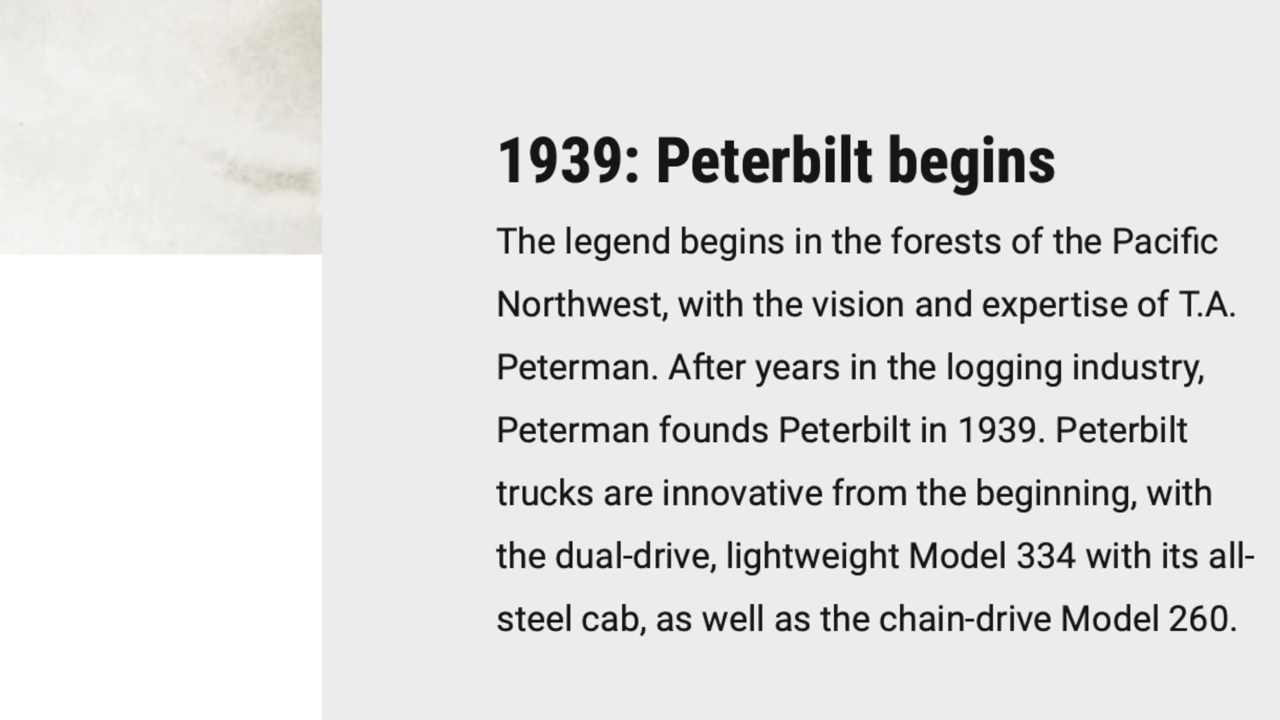 1939: Peterbilt begins
The legend begins in the forests of the Pacific
Northwest, with the vision and expertise of T.A.
Peterman. After years in the logging industry,
Peterman founds Peterbilt in 1939. Peterbilt
trucks are innovative from the beginning, with
the dual-drive, lightweight Model 334 with its all-
steel cab, as well as the chain-drive Model 260.